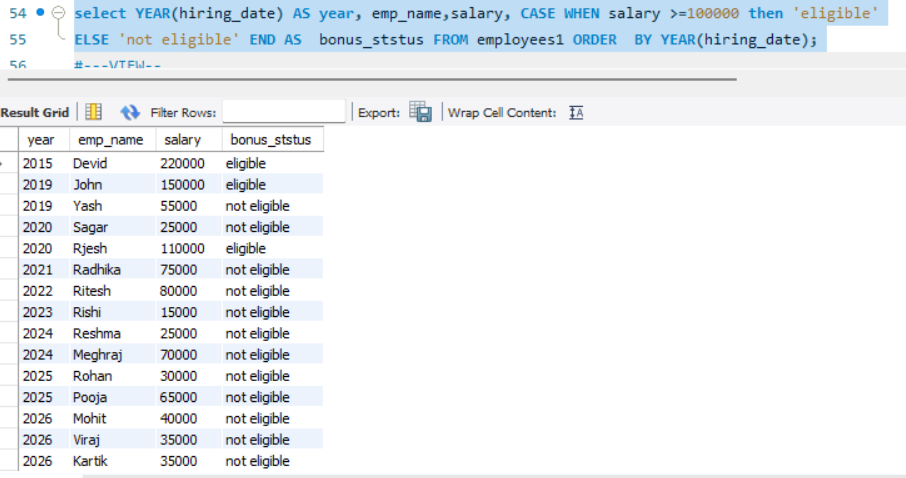 54 select YEAR(hiring_date) AS year, emp_name,salary, CASE WHEN salary >=100000 then 'eligible'
55 ELSE 'not eligible' END AS bonus_ststus FROM employees1 ORDER BY YEAR(hiring_date);
56 #---VIEW--
Result Grid Filter Rows: Export: Wrap Cell Content:
year emp_name salary bonus_ststus
2015 Devid 220000 eligible
2019 John 150000 eligible
2019 Yash 55000 not eligible
2020 Sagar 25000 not eligible
2020 Rjesh 110000 eligible
2021 Radhika 75000 not eligible
2022 Ritesh 80000 not eligible
2023 Rishi 15000 not eligible
2024 Reshma 25000 not eligible
2024 Meghraj 70000 not eligible
2025 Rohan 30000 not eligible
2025 Pooja 65000 not eligible
2026 Mohit 40000 not eligible
2026 Viraj 35000 not eligible
2026 Kartik 35000 not eligible